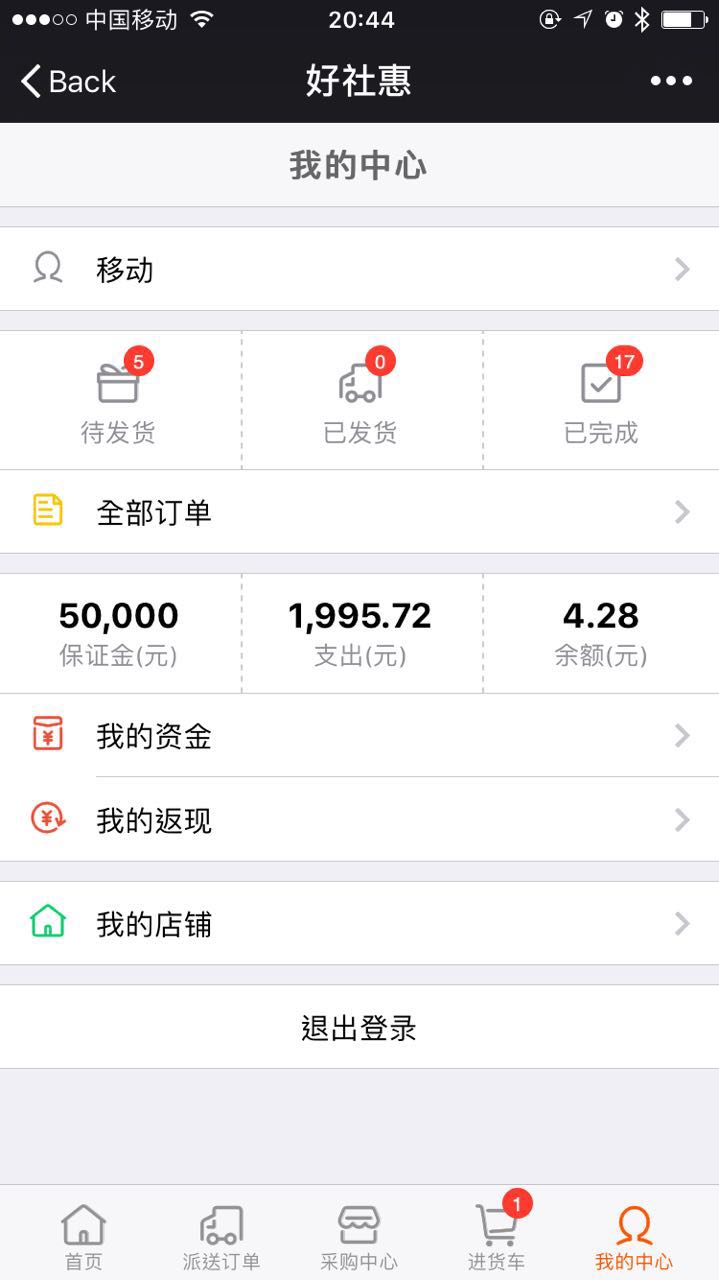 中国移动 20:44
Back 好社惠
我的中心
移动
5 0 17
待发货 已发货 已完成
全部订单
50,000 1,995.72 4.28
保证金(元) 支出(元) 余额(元)
¥ 我的资金
¥ 我的返现
我的店铺
退出登录
1
首页 派送订单 采购中心 进货车 我的中心